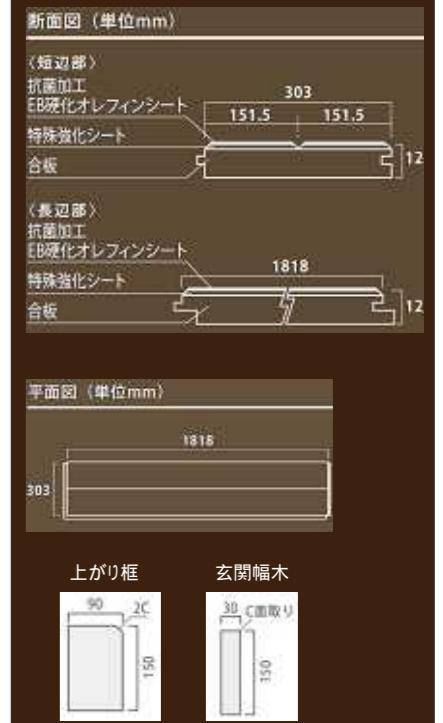 断面図（単位mm）
〈短辺部〉
抗菌加工
EB硬化オレフィンシート
特殊強化シート
合板
303
151.5 151.5
12
〈長辺部〉
抗菌加工
EB硬化オレフィンシート
特殊強化シート
合板
1818
12
平面図（単位mm）
1818
303
上がり框 玄関幅木
90 2C
150
30 C面取り
150